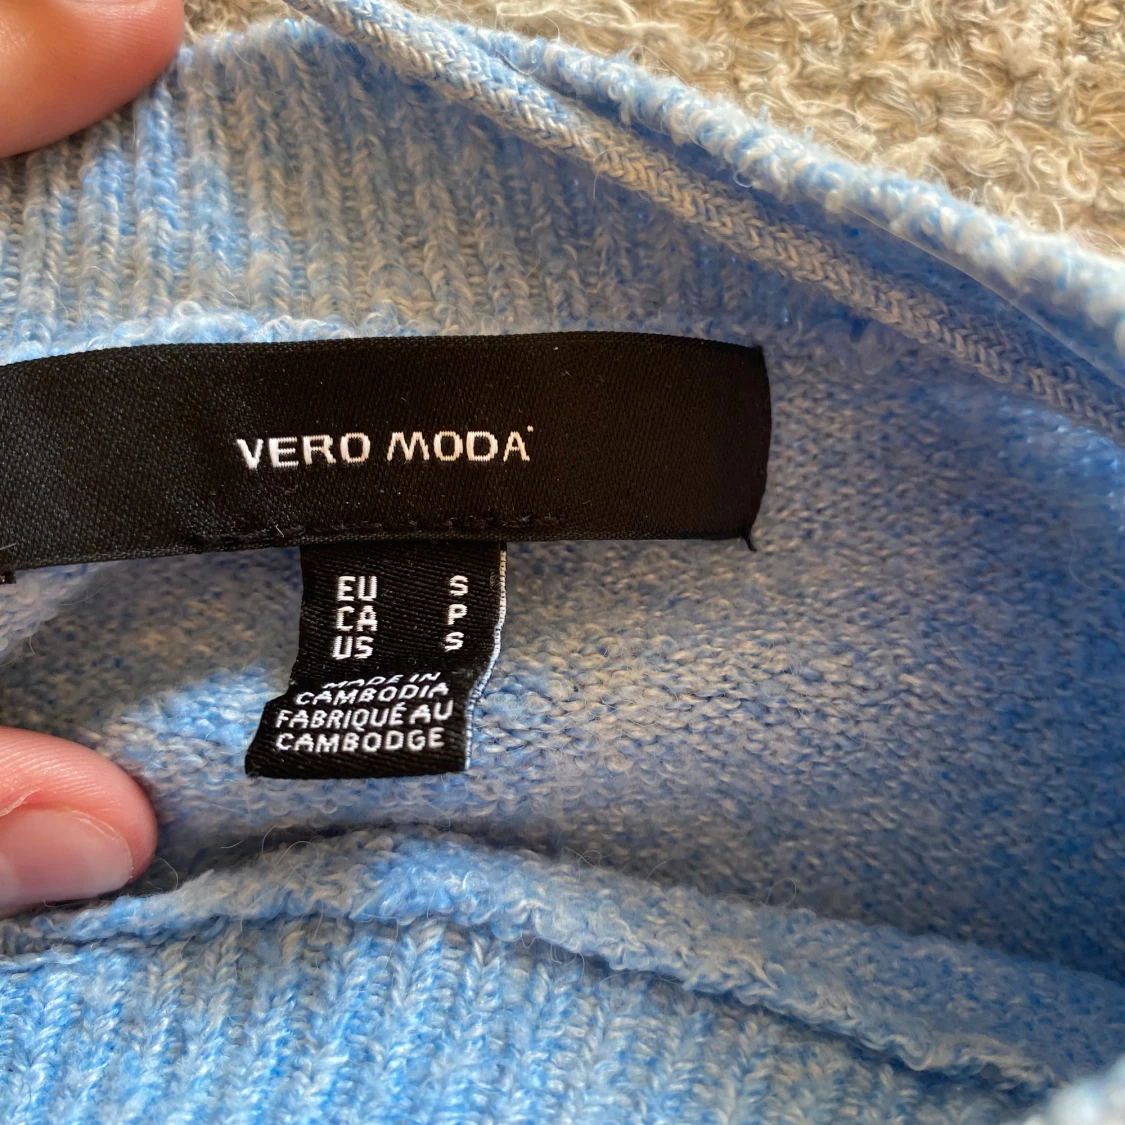 VERO MODA
EU S
CA P
US S
MADE IN
CAMBODIA
FABRIQUÉ AU
CAMBODGE